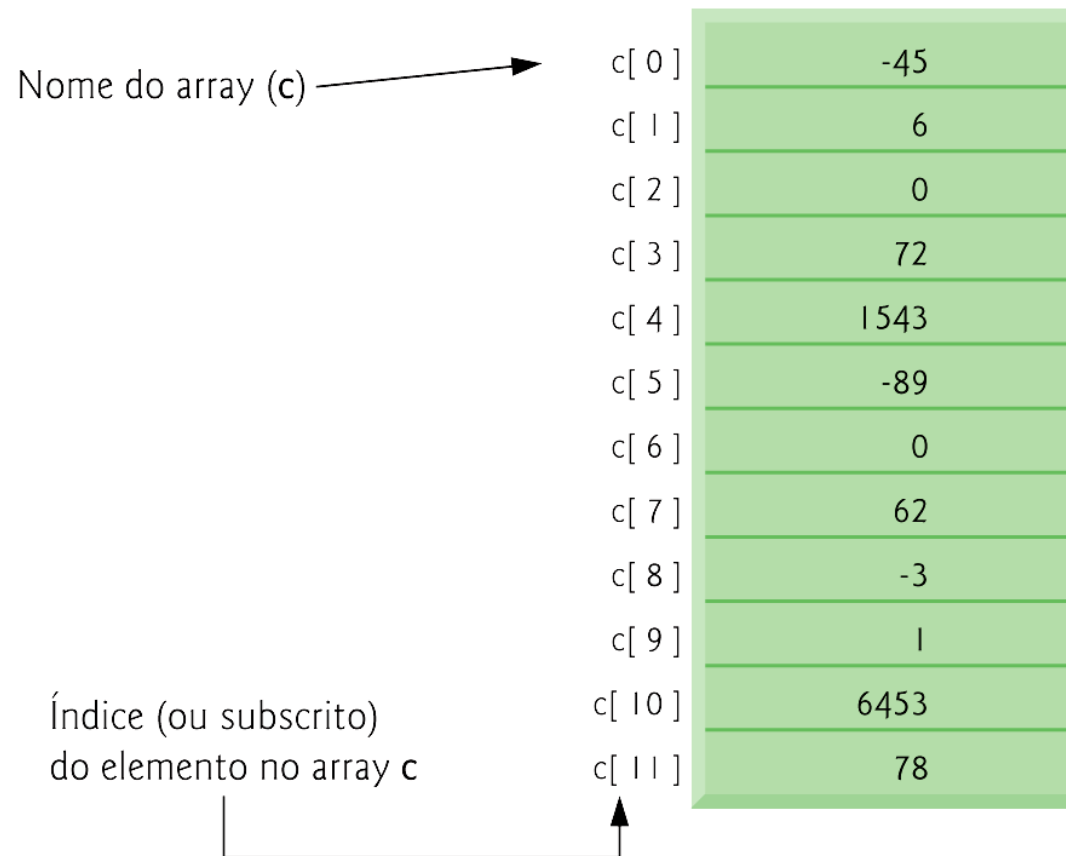 Nome do array (c)
c[ 0 ] -45
c[ 1 ] 6
c[ 2 ] 0
c[ 3 ] 72
c[ 4 ] 1543
c[ 5 ] -89
c[ 6 ] 0
c[ 7 ] 62
c[ 8 ] -3
c[ 9 ] 1
c[ 10 ] 6453
c[ 11 ] 78
Índice (ou subscrito)
do elemento no array c